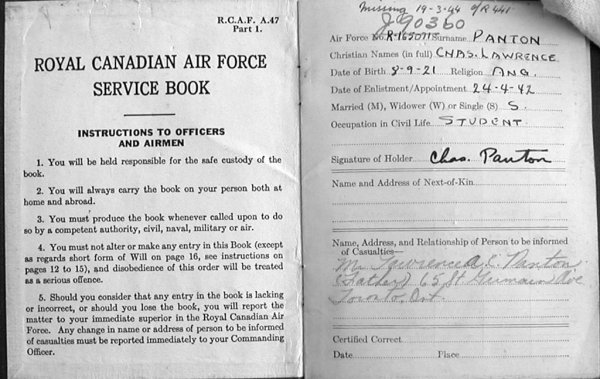 R.C.A.F. A.47
Part 1.
ROYAL CANADIAN AIR FORCE
SERVICE BOOK
INSTRUCTIONS TO OFFICERS
AND AIRMEN
1. You will be held responsible for the safe custody of the
book.
2. You will always carry the book on your person both at
home and abroad.
3. You must produce the book whenever called upon to do
so by a competent authority, civil, naval, military or air.
4. You must not alter or make any entry in this Book (except
as regards short form of Will on page 16, see instructions on
pages 12 to 15), and disobedience of this order will be treated
as a serious offence.
5. Should you consider that any entry in the book is lacking
or incorrect, or should you lose the book, you will report the
matter to your immediate superior in the Royal Canadian Air
Force. Any change in name or address of person to be informed
of casualties must be reported immediately to your Commanding
Officer.
Missing 19-3-44 R441
J90360
Air Force No. Surname PANTON
Christian Names (in full) CHAS. LAWRENCE
Date of Birth 8-9-21 Religion ANG.
Date of Enlistment/Appointment 24-4-42
Married (M), Widower (W) or Single (S) S.
Occupation in Civil Life STUDENT
Signature of Holder Chas. Panton
Name and Address of Next-of-Kin
Name, Address, and Relationship of Person to be informed
of Casualties—
Mr. Lawrence A.C. Panton
(Father) 65 St Germain Ave
Toronto, Ont.
Certified Correct
Date Place